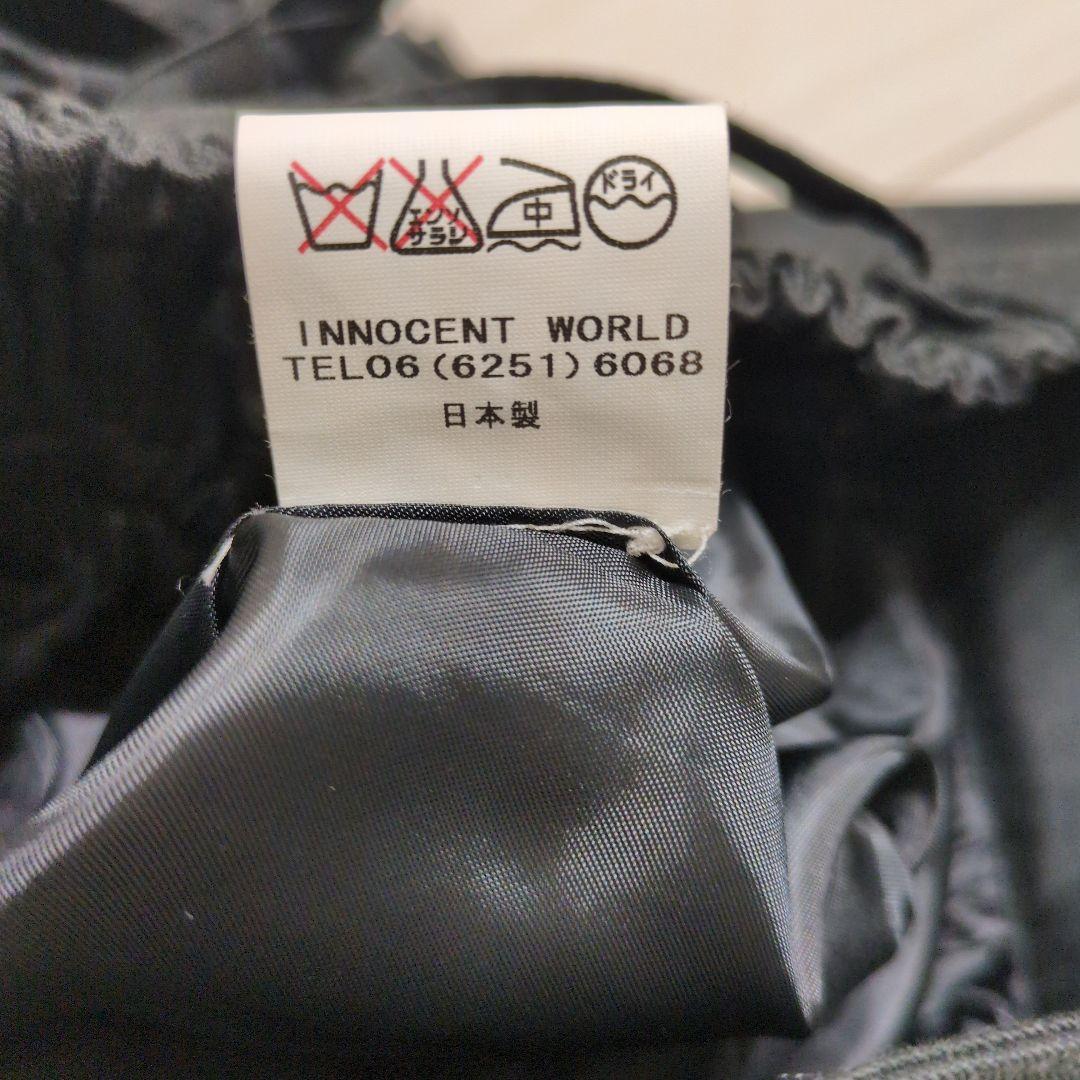 エンソ
サラシ
中
ドライ
INNOCENT WORLD
TEL06(6251)6068
日本製